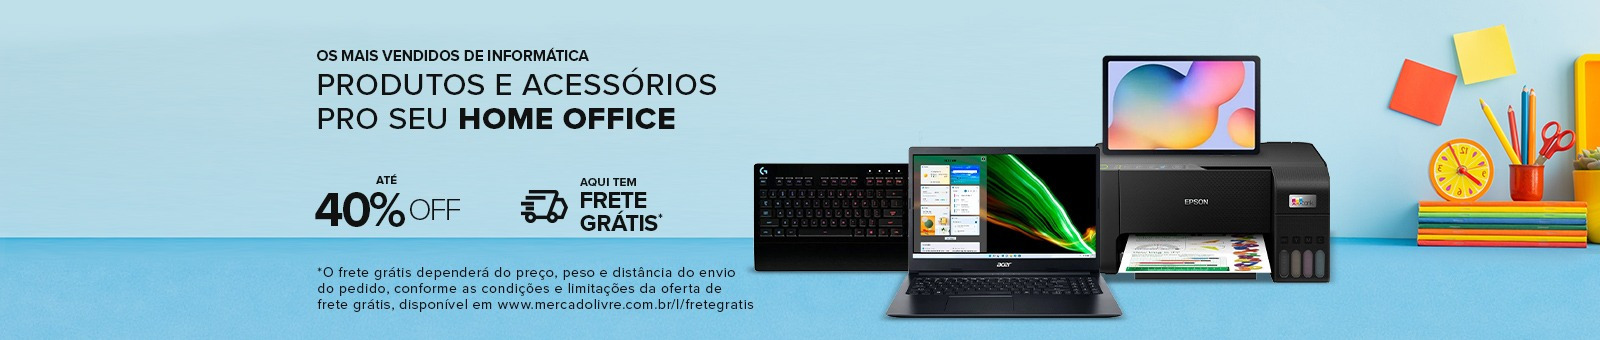 OS MAIS VENDIDOS DE INFORMÁTICA
PRODUTOS E ACESSÓRIOS
PRO SEU HOME OFFICE
ATÉ
40% OFF
AQUI TEM
FRETE
GRÁTIS*
*O frete grátis dependerá do preço, peso e distância do envio
do pedido, conforme as condições e limitações da oferta de
frete grátis, disponível em www.mercadolivre.com.br/l/fretegratis
acer
EPSON